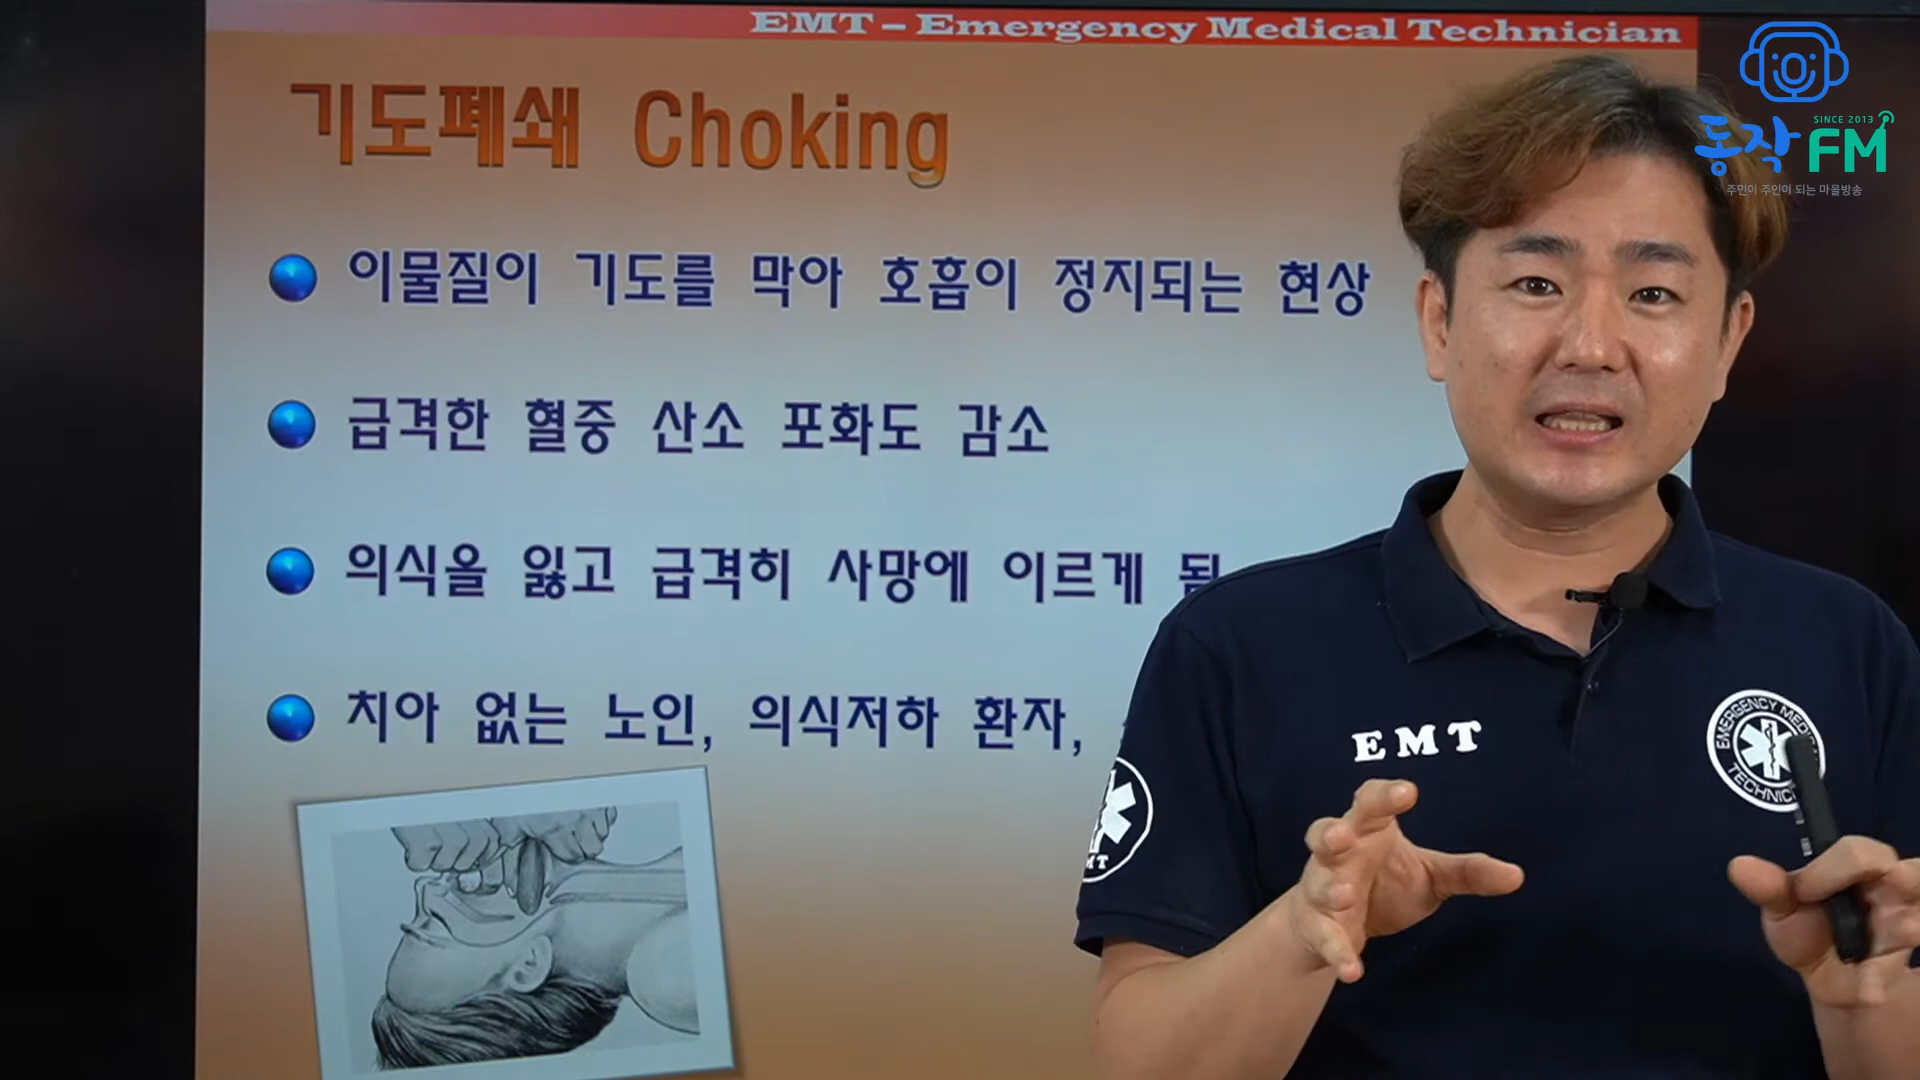 EMT – Emergency Medical Technician
기도폐쇄 Choking
이물질이 기도를 막아 호흡이 정지되는 현상
급격한 혈중 산소 포화도 감소
의식을 잃고 급격히 사망에 이르게 됨
치아 없는 노인, 의식저하 환자,
SINCE 2013
동작 FM
주민이 주인이 되는 마을방송
EMT
EMERGENCY